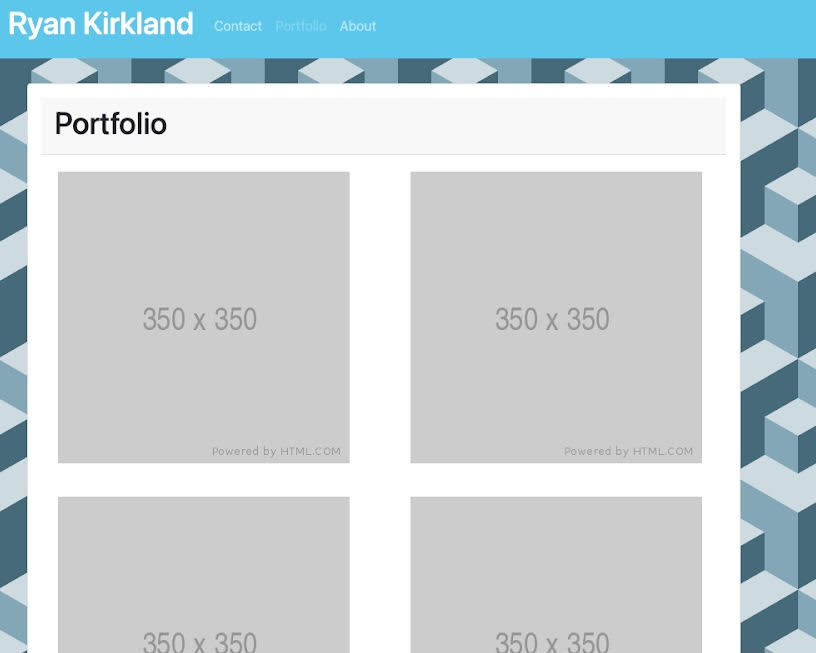 Ryan Kirkland Contact Portfolio About
Portfolio
350 x 350 350 x 350
Powered by HTML.COM Powered by HTML.COM
350 x 350 350 x 350